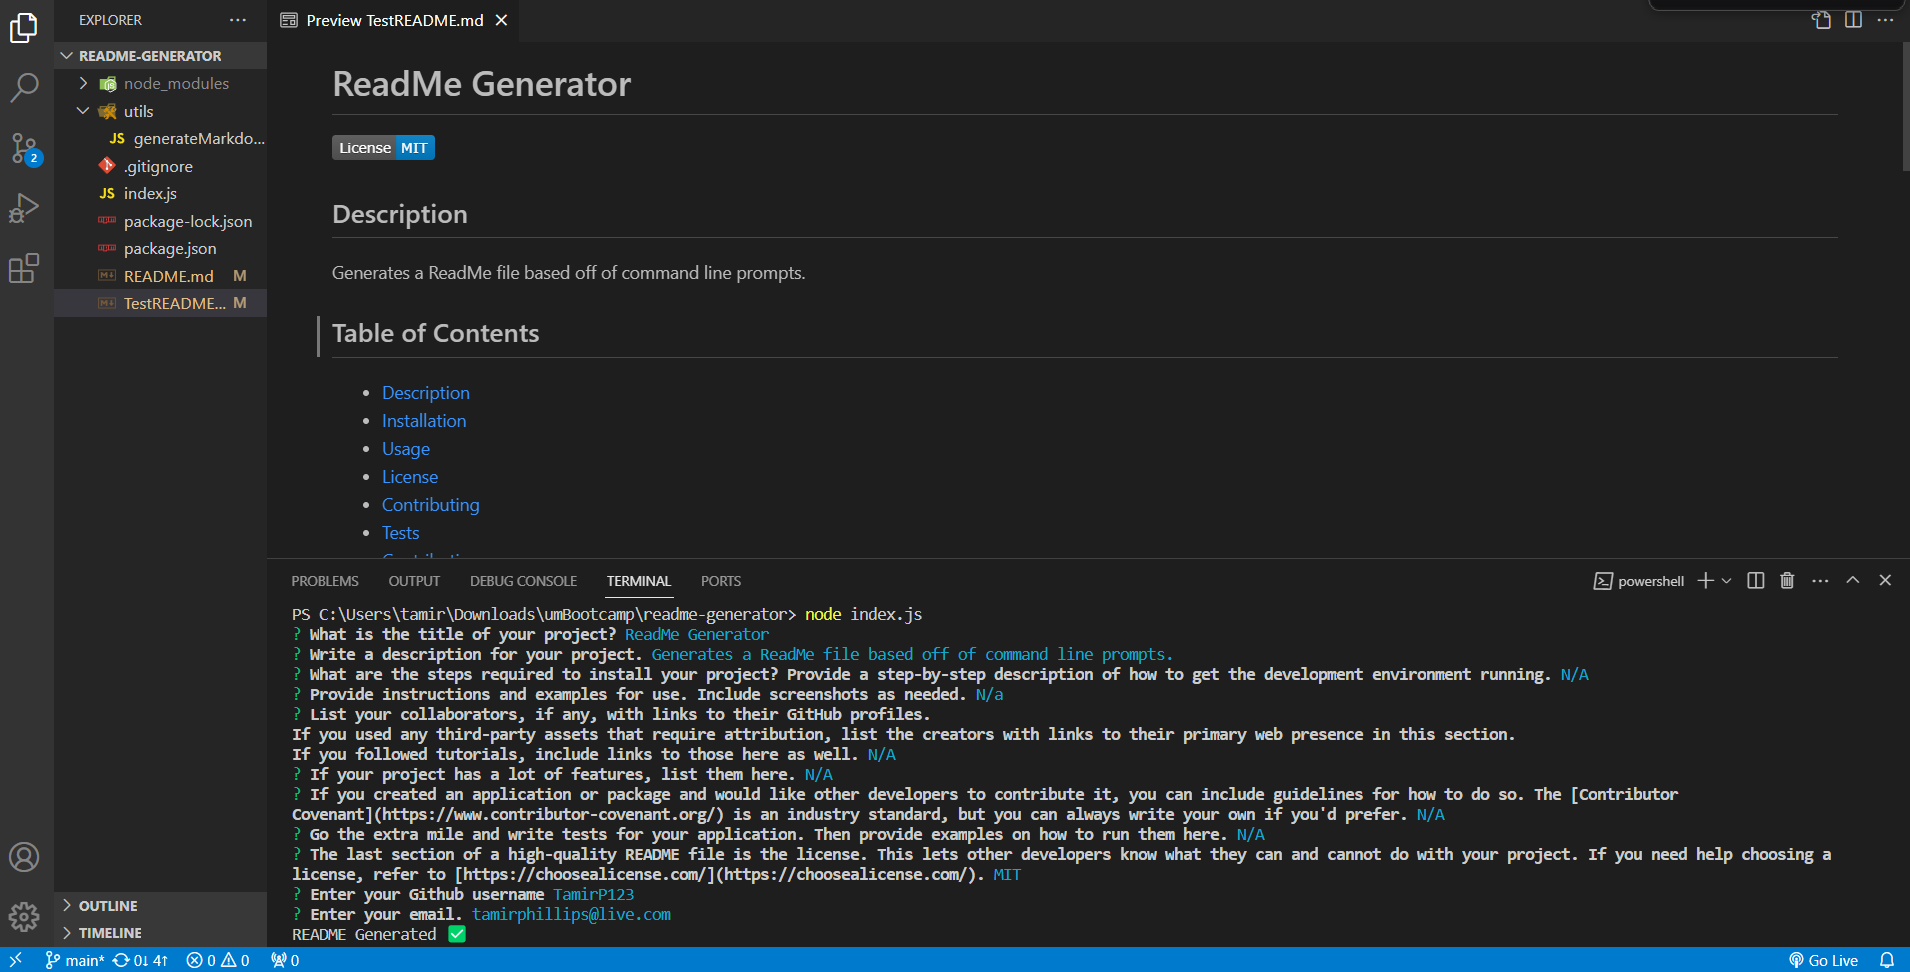 EXPLORER
Preview TestREADME.md
README-GENERATOR
node_modules
utils
JS generateMarkdo...
.gitignore
JS index.js
package-lock.json
package.json
README.md M
TestREADME... M
2
OUTLINE
TIMELINE
ReadMe Generator
License MIT
Description
Generates a ReadMe file based off of command line prompts.
Table of Contents
• Description
• Installation
• Usage
• License
• Contributing
• Tests
PROBLEMS OUTPUT DEBUG CONSOLE TERMINAL PORTS
powershell
PS C:\Users\tamir\Downloads\umBootcamp\readme-generator> node index.js
? What is the title of your project? ReadMe Generator
? Write a description for your project. Generates a ReadMe file based off of command line prompts.
? What are the steps required to install your project? Provide a step-by-step description of how to get the development environment running. N/A
? Provide instructions and examples for use. Include screenshots as needed. N/a
? List your collaborators, if any, with links to their GitHub profiles.
If you used any third-party assets that require attribution, list the creators with links to their primary web presence in this section.
If you followed tutorials, include links to those here as well. N/A
? If your project has a lot of features, list them here. N/A
? If you created an application or package and would like other developers to contribute it, you can include guidelines for how to do so. The [Contributor
Covenant](https://www.contributor-covenant.org/) is an industry standard, but you can always write your own if you'd prefer. N/A
? Go the extra mile and write tests for your application. Then provide examples on how to run them here. N/A
? The last section of a high-quality README file is the license. This lets other developers know what they can and cannot do with your project. If you need help choosing a
license, refer to [https://choosealicense.com/](https://choosealicense.com/). MIT
? Enter your Github username TamirP123
? Enter your email. tamirphillips@live.com
README Generated ✅
main* 0↓ 4↑ 0 0 0
Go Live